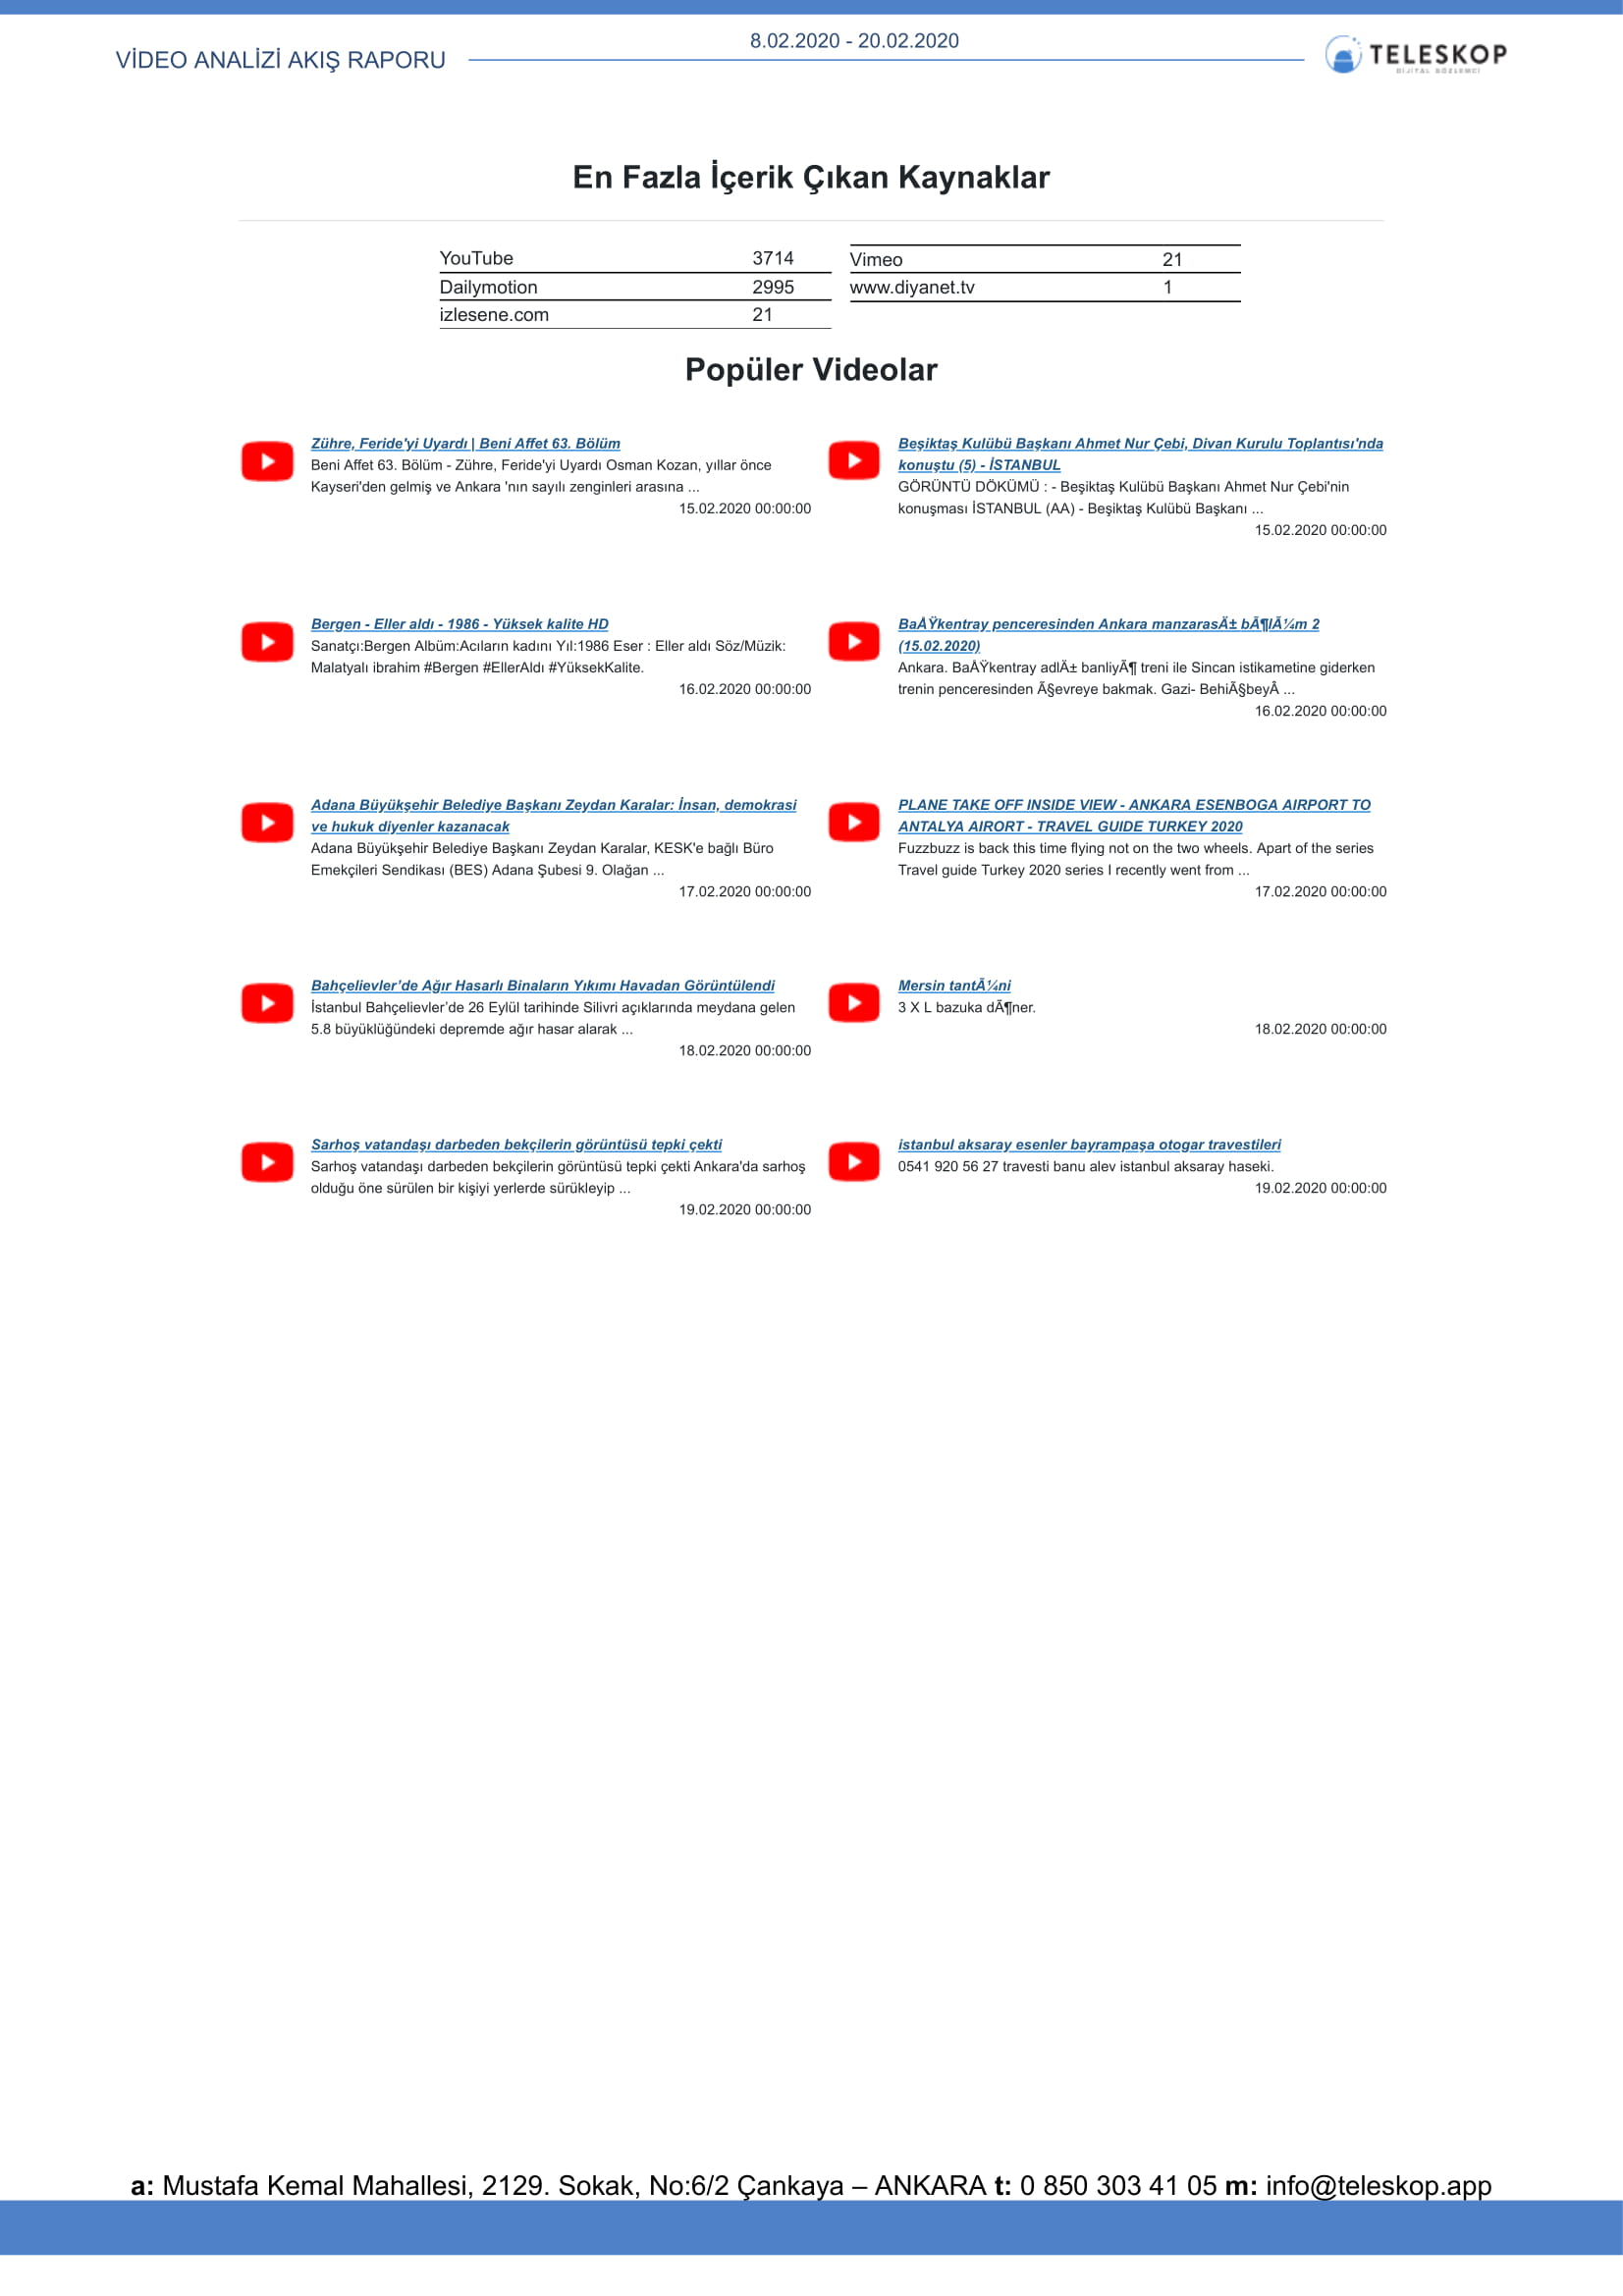 8.02.2020 - 20.02.2020
VİDEO ANALİZİ AKIŞ RAPORU
TELESKOP
DİJİTAL GÖZLEMCİ
En Fazla İçerik Çıkan Kaynaklar
YouTube 3714
Dailymotion 2995
izlesene.com 21
Vimeo 21
www.diyanet.tv 1
Popüler Videolar
Zühre, Feride'yi Uyardı | Beni Affet 63. Bölüm
Beni Affet 63. Bölüm - Zühre, Feride'yi Uyardı Osman Kozan, yıllar önce
Kayseri'den gelmiş ve Ankara 'nın sayılı zenginleri arasına ...
15.02.2020 00:00:00
Beşiktaş Kulübü Başkanı Ahmet Nur Çebi, Divan Kurulu Toplantısı'nda
konuştu (5) - İSTANBUL
GÖRÜNTÜ DÖKÜMÜ : - Beşiktaş Kulübü Başkanı Ahmet Nur Çebi'nin
konuşması İSTANBUL (AA) - Beşiktaş Kulübü Başkanı ...
15.02.2020 00:00:00
Bergen - Eller aldı - 1986 - Yüksek kalite HD
Sanatçı:Bergen Albüm:Acıların kadını Yıl:1986 Eser : Eller aldı Söz/Müzik:
Malatyalı ibrahim #Bergen #EllerAldı #YüksekKalite.
16.02.2020 00:00:00
BaÅŸkentray penceresinden Ankara manzarasÄ± bÃ¶lÃ¼m 2
(15.02.2020)
Ankara. BaÅŸkentray adlÄ± banliyÃ¶ treni ile Sincan istikametine giderken
trenin penceresinden Ã§evreye bakmak. Gazi- BehiÃ§beyÂ ...
16.02.2020 00:00:00
Adana Büyükşehir Belediye Başkanı Zeydan Karalar: İnsan, demokrasi
ve hukuk diyenler kazanacak
Adana Büyükşehir Belediye Başkanı Zeydan Karalar, KESK'e bağlı Büro
Emekçileri Sendikası (BES) Adana Şubesi 9. Olağan ...
17.02.2020 00:00:00
PLANE TAKE OFF INSIDE VIEW - ANKARA ESENBOGA AIRPORT TO
ANTALYA AIRORT - TRAVEL GUIDE TURKEY 2020
Fuzzbuzz is back this time flying not on the two wheels. Apart of the series
Travel guide Turkey 2020 series I recently went from ...
17.02.2020 00:00:00
Bahçelievler’de Ağır Hasarlı Binaların Yıkımı Havadan Görüntülendi
İstanbul Bahçelievler’de 26 Eylül tarihinde Silivri açıklarında meydana gelen
5.8 büyüklüğündeki depremde ağır hasar alarak ...
18.02.2020 00:00:00
Mersin tantÃ¼ni
3 X L bazuka dÃ¶ner.
18.02.2020 00:00:00
Sarhoş vatandaşı darbeden bekçilerin görüntüsü tepki çekti
Sarhoş vatandaşı darbeden bekçilerin görüntüsü tepki çekti Ankara'da sarhoş
olduğu öne sürülen bir kişiyi yerlerde sürükleyip ...
19.02.2020 00:00:00
istanbul aksaray esenler bayrampaşa otogar travestileri
0541 920 56 27 travesti banu alev istanbul aksaray haseki.
19.02.2020 00:00:00
a: Mustafa Kemal Mahallesi, 2129. Sokak, No:6/2 Çankaya – ANKARA t: 0 850 303 41 05 m: info@teleskop.app